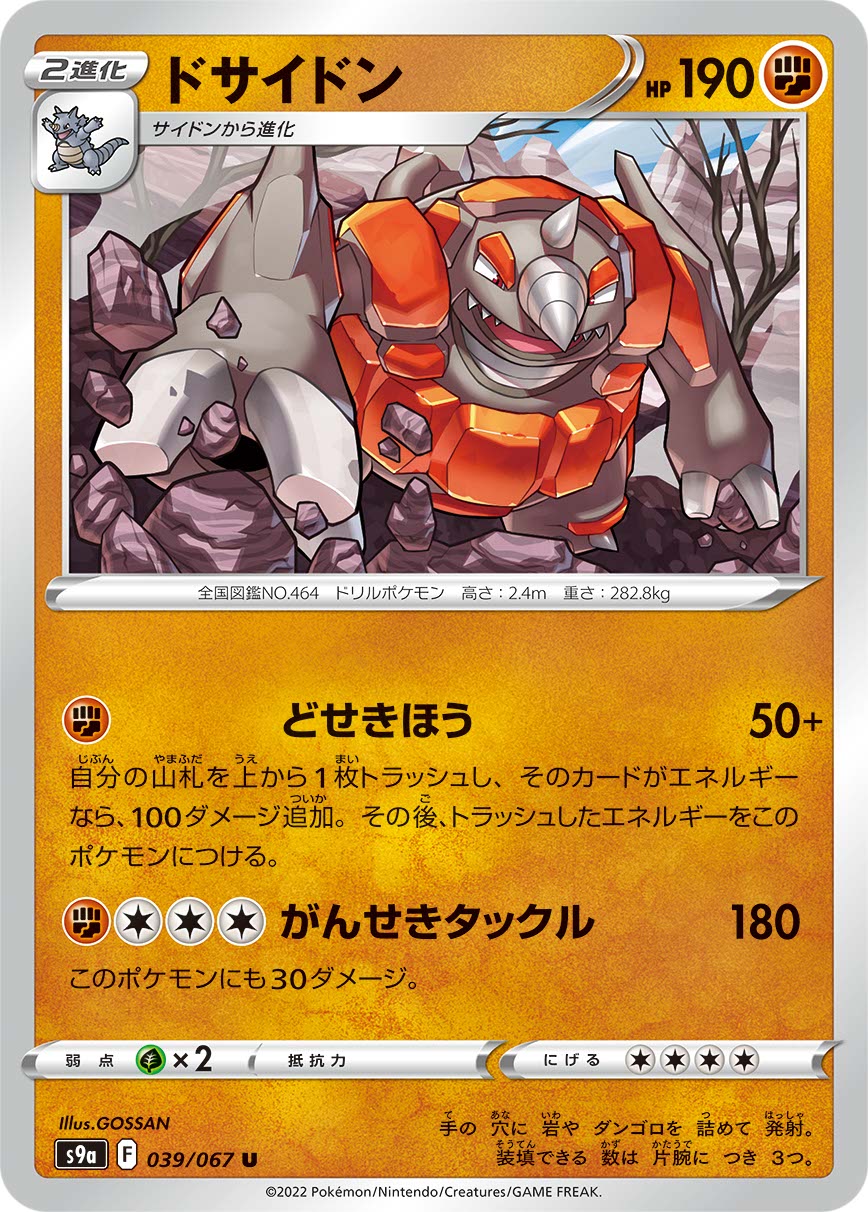 2進化 ドサイドン HP 190
サイドンから進化
全国図鑑NO.464 ドリルポケモン 高さ：2.4m 重さ：282.8kg
どせきほう 50+
自分の山札を上から1枚トラッシュし、そのカードがエネルギー
なら、100ダメージ追加。その後、トラッシュしたエネルギーをこの
ポケモンにつける。
がんせきタックル 180
このポケモンにも30ダメージ。
弱点 ×2 抵抗力 にげる
Illus.GOSSAN
手の 穴に 岩や ダンゴロを 詰めて 発射。
装填できる 数は 片腕に つき 3つ。
s9a F 039/067 U
©2022 Pokémon/Nintendo/Creatures/GAME FREAK.